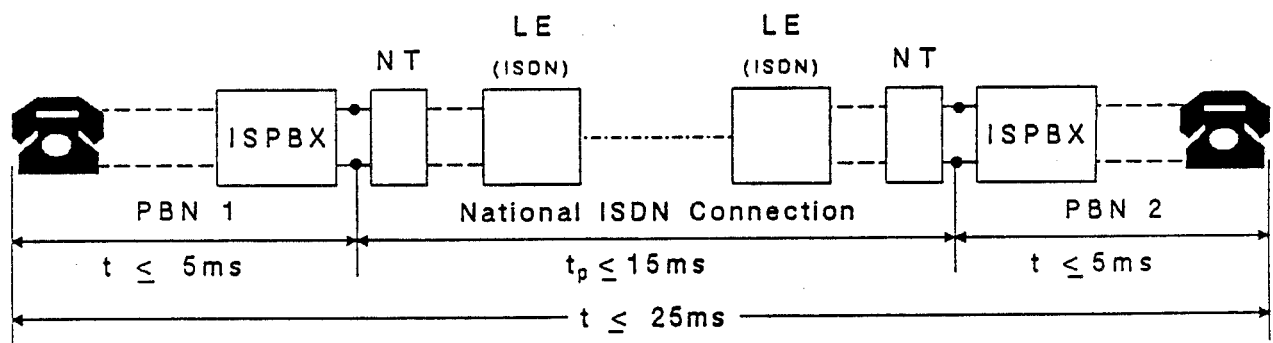 LE
LE
NT
(ISDN)
(ISDN)
NT
ISPBX
ISPBX
PBN 1
National ISDN Connection
PBN 2
t ≤ 5ms
tₚ ≤ 15ms
t ≤ 5ms
t ≤ 25ms